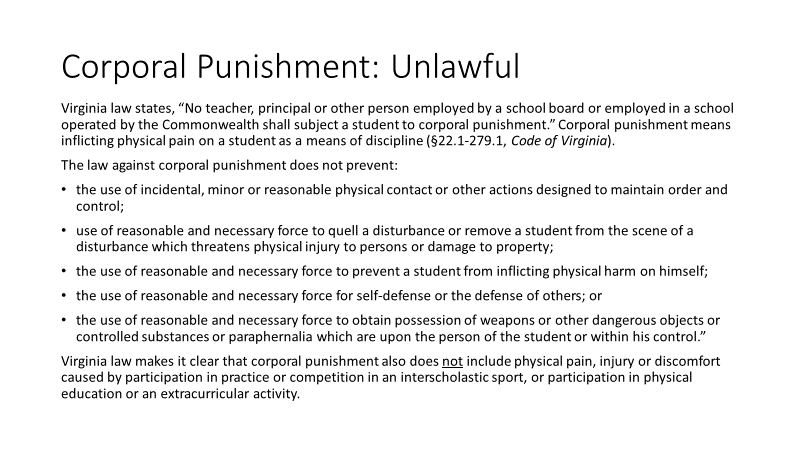 Corporal Punishment: Unlawful
Virginia law states, “No teacher, principal or other person employed by a school board or employed in a school
operated by the Commonwealth shall subject a student to corporal punishment.” Corporal punishment means
inflicting physical pain on a student as a means of discipline (§22.1-279.1, Code of Virginia).
The law against corporal punishment does not prevent:
• the use of incidental, minor or reasonable physical contact or other actions designed to maintain order and
control;
• use of reasonable and necessary force to quell a disturbance or remove a student from the scene of a
disturbance which threatens physical injury to persons or damage to property;
• the use of reasonable and necessary force to prevent a student from inflicting physical harm on himself;
• the use of reasonable and necessary force for self-defense or the defense of others; or
• the use of reasonable and necessary force to obtain possession of weapons or other dangerous objects or
controlled substances or paraphernalia which are upon the person of the student or within his control.”
Virginia law makes it clear that corporal punishment also does not include physical pain, injury or discomfort
caused by participation in practice or competition in an interscholastic sport, or participation in physical
education or an extracurricular activity.